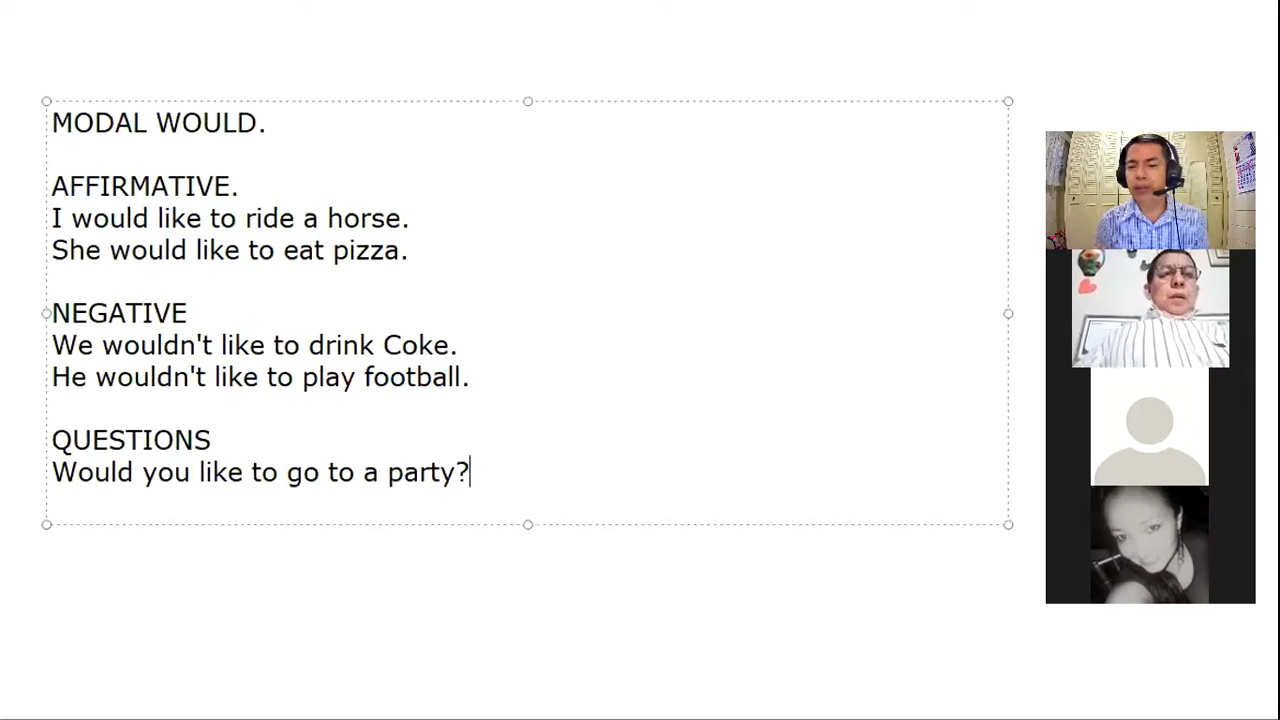 MODAL WOULD.
AFFIRMATIVE.
I would like to ride a horse.
She would like to eat pizza.
NEGATIVE
We wouldn't like to drink Coke.
He wouldn't like to play football.
QUESTIONS
Would you like to go to a party?